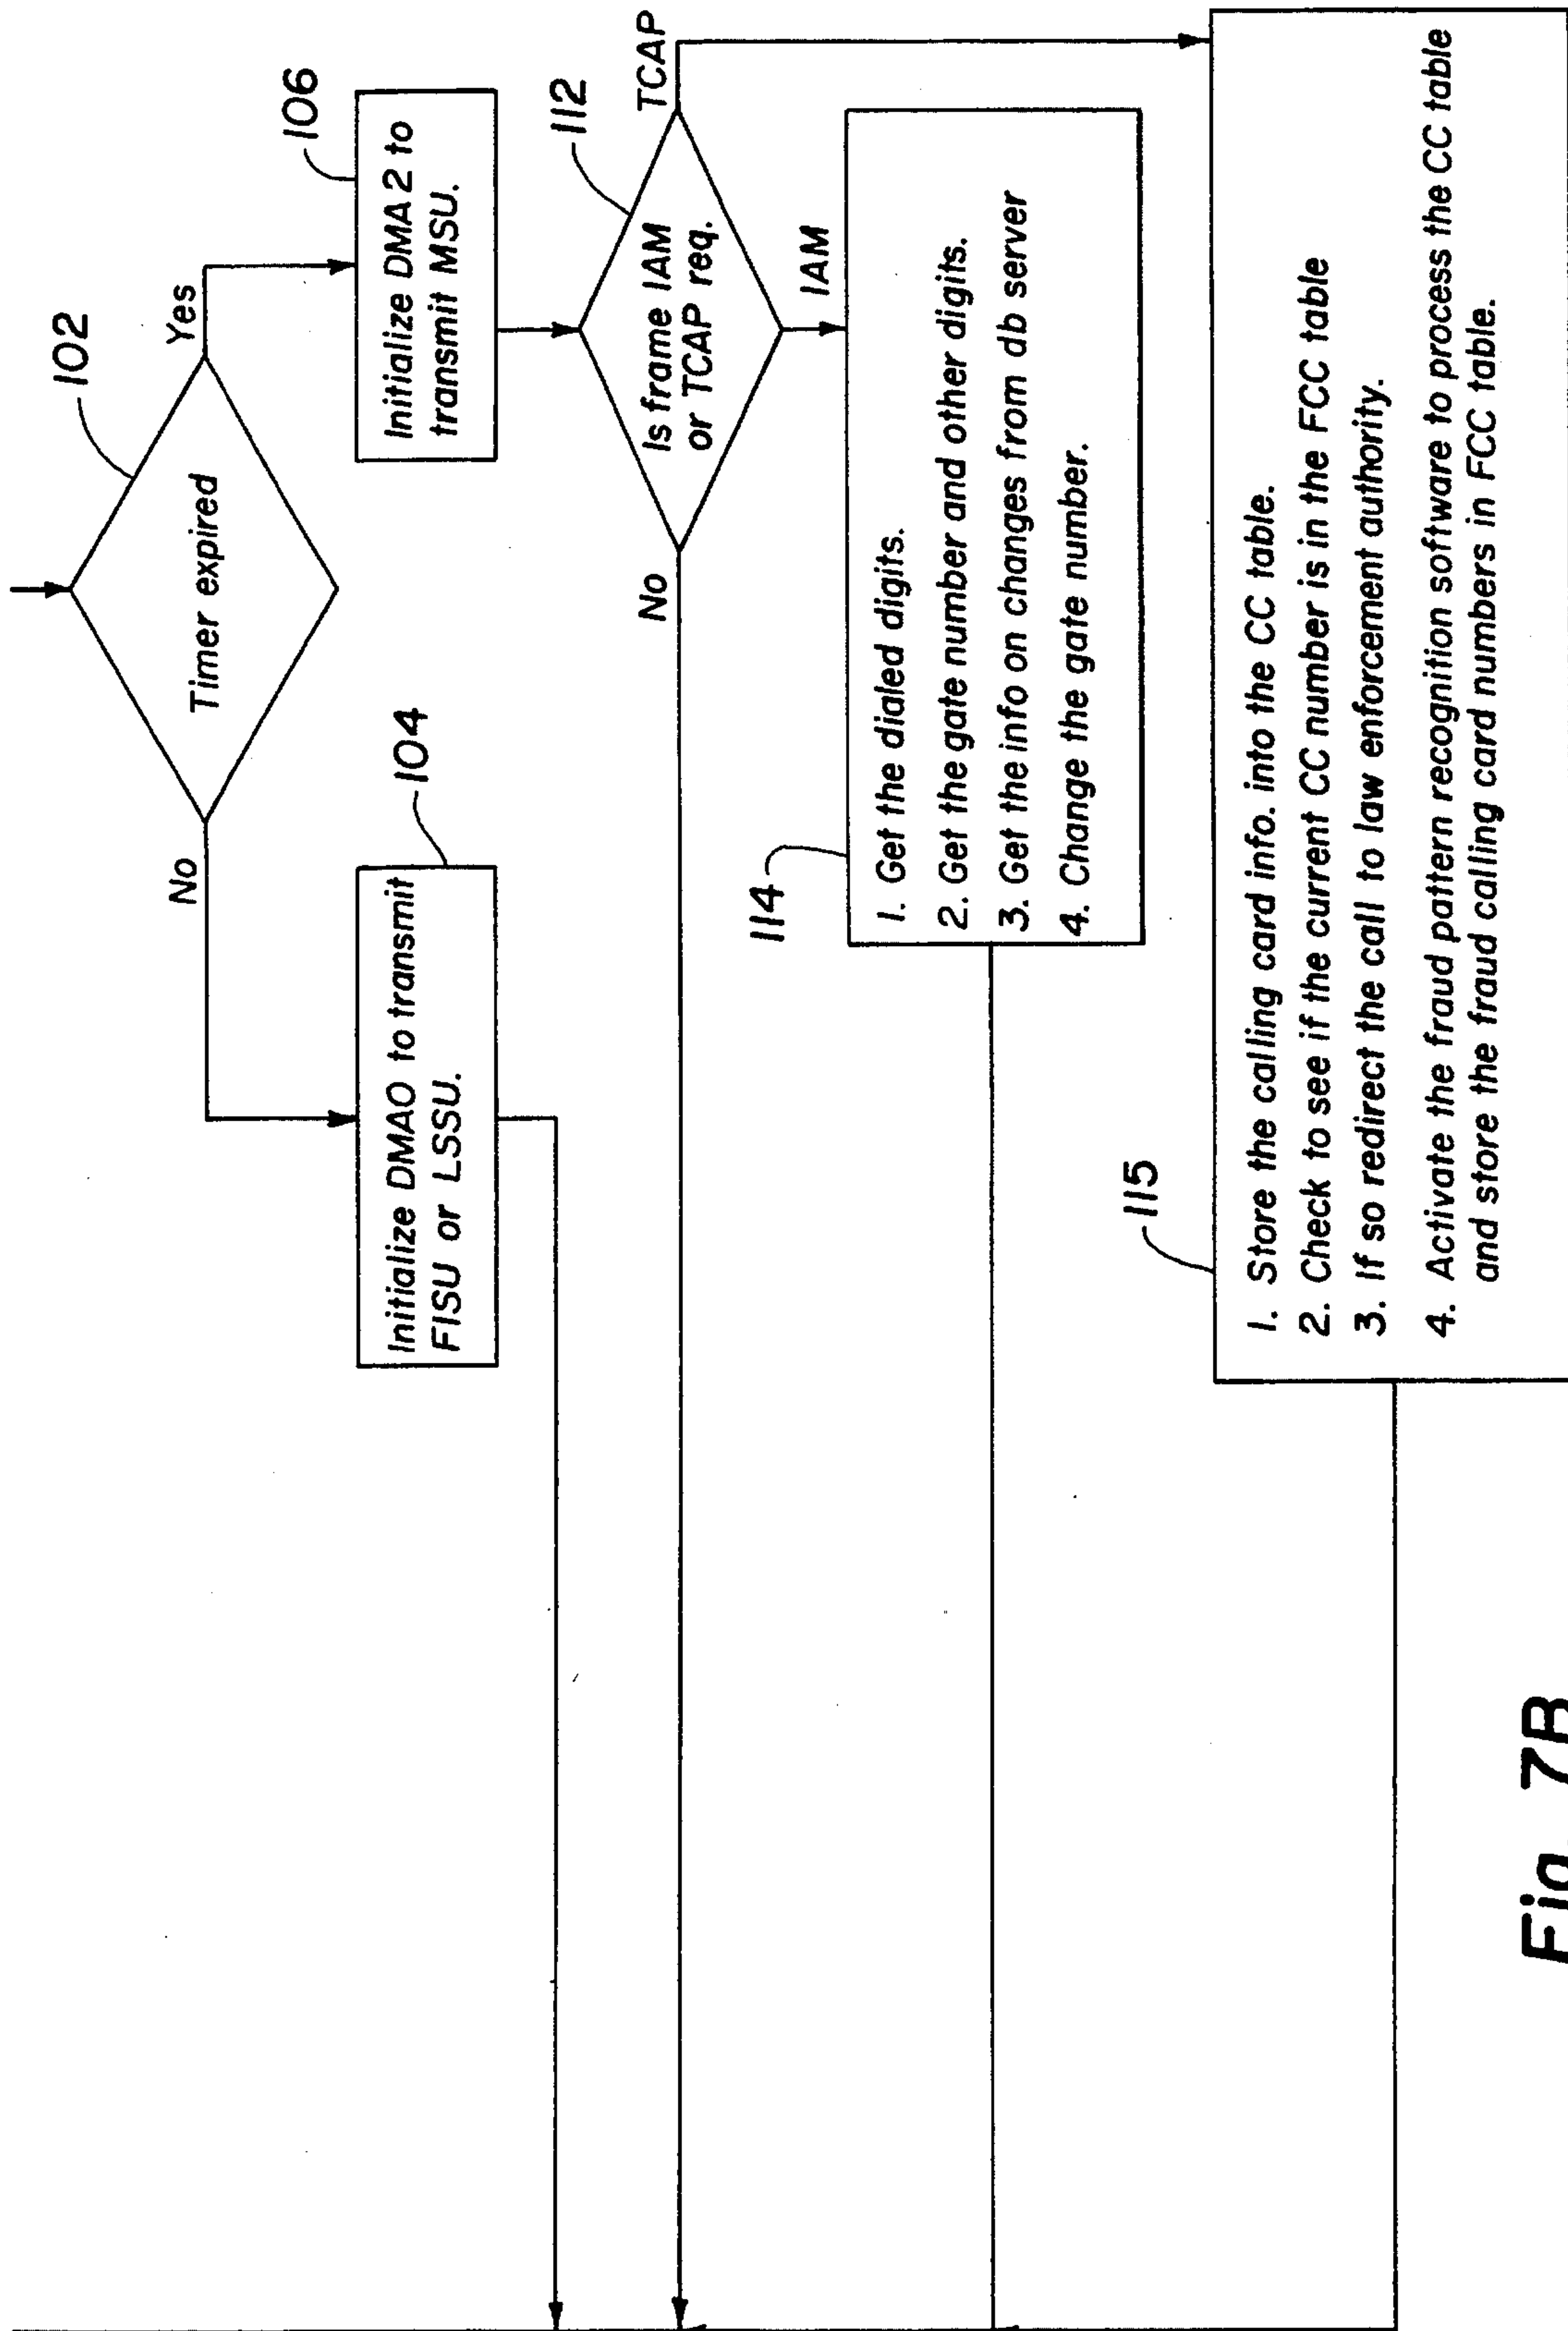 102
Timer expired
No
Yes
104
Initialize DMA0 to transmit
FISU or LSSU.
106
Initialize DMA 2 to
transmit MSU.
112
Is frame IAM
or TCAP req.
No
TCAP
IAM
114
1. Get the dialed digits.
2. Get the gate number and other digits.
3. Get the info on changes from db server
4. Change the gate number.
115
1. Store the calling card info. into the CC table.
2. Check to see if the current CC number is in the FCC table
3. If so redirect the call to law enforcement authority.
4. Activate the fraud pattern recognition software to process the CC table
and store the fraud calling card numbers in FCC table.
Fig. 7B